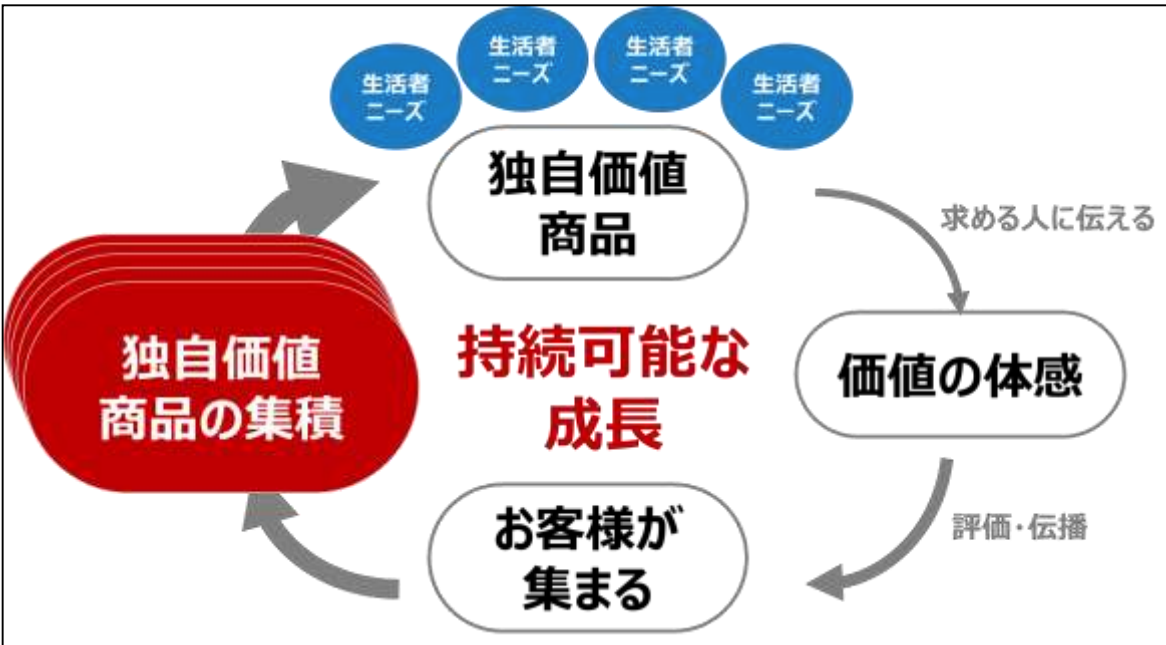 生活者
ニーズ
生活者
ニーズ
生活者
ニーズ
生活者
ニーズ
独自価値
商品
求める人に伝える
価値の体感
評価・伝播
お客様が
集まる
独自価値
商品の集積
持続可能な
成長